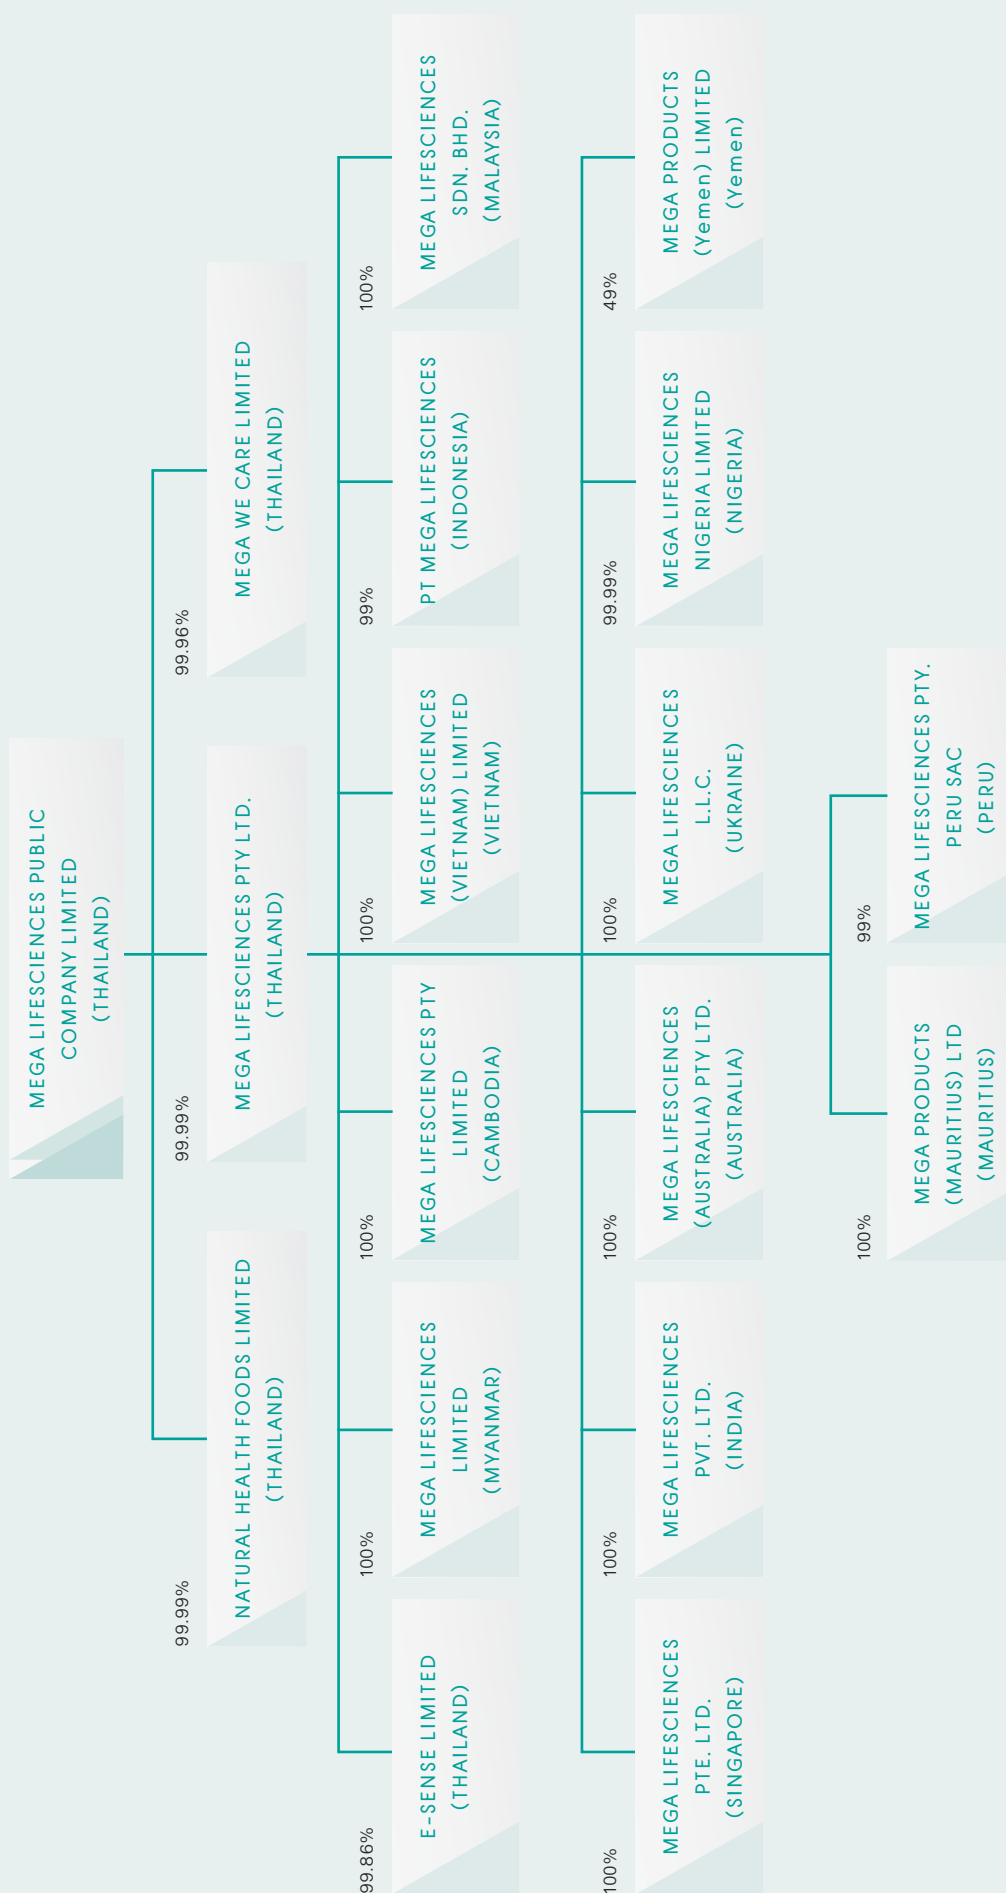 MEGA LIFESCIENCES PUBLIC
COMPANY LIMITED
(THAILAND)
99.99%
NATURAL HEALTH FOODS LIMITED
(THAILAND)
99.99%
MEGA LIFESCIENCES PTY LTD.
(THAILAND)
99.96%
MEGA WE CARE LIMITED
(THAILAND)
99.86%
E-SENSE LIMITED
(THAILAND)
100%
MEGA LIFESCIENCES
LIMITED
(MYANMAR)
100%
MEGA LIFESCIENCES PTY
LIMITED
(CAMBODIA)
100%
MEGA LIFESCIENCES
(VIETNAM) LIMITED
(VIETNAM)
99%
PT MEGA LIFESCIENCES
(INDONESIA)
100%
MEGA LIFESCIENCES
SDN. BHD.
(MALAYSIA)
100%
MEGA LIFESCIENCES
PTE. LTD.
(SINGAPORE)
100%
MEGA LIFESCIENCES
PVT. LTD.
(INDIA)
100%
MEGA LIFESCIENCES
(AUSTRALIA) PTY LTD.
(AUSTRALIA)
100%
MEGA LIFESCIENCES
L.L.C.
(UKRAINE)
99.99%
MEGA LIFESCIENCES
NIGERIA LIMITED
(NIGERIA)
49%
MEGA PRODUCTS
(Yemen) LIMITED
(Yemen)
100%
MEGA PRODUCTS
(MAURITIUS) LTD
(MAURITIUS)
99%
MEGA LIFESCIENCES PTY.
PERU SAC
(PERU)